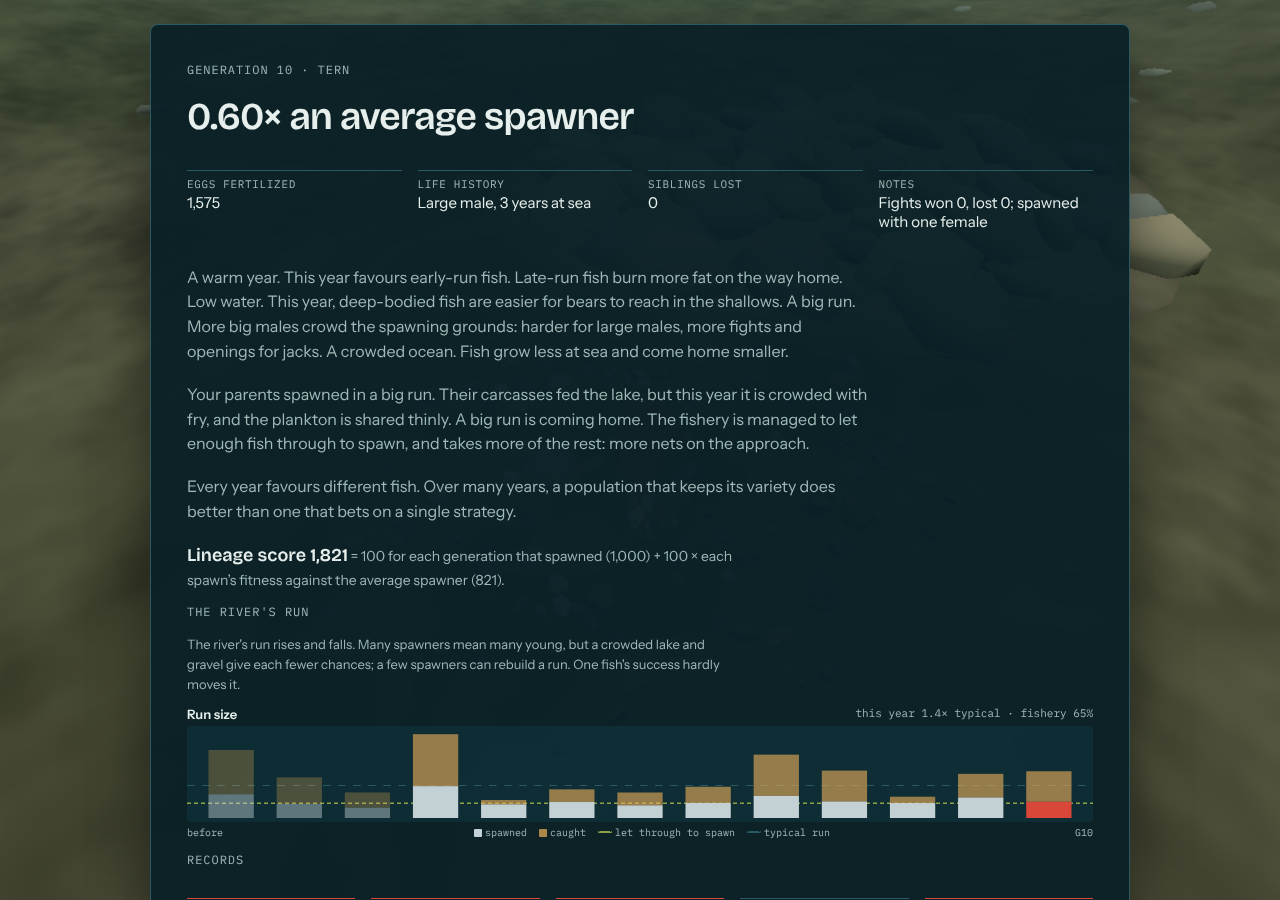 GENERATION 10 · TERN
0.60× an average spawner
EGGS FERTILIZED
1,575
LIFE HISTORY
Large male, 3 years at sea
SIBLINGS LOST
0
NOTES
Fights won 0, lost 0; spawned
with one female
A warm year. This year favours early-run fish. Late-run fish burn more fat on the way home.
Low water. This year, deep-bodied fish are easier for bears to reach in the shallows. A big run.
More big males crowd the spawning grounds: harder for large males, more fights and
openings for jacks. A crowded ocean. Fish grow less at sea and come home smaller.
Your parents spawned in a big run. Their carcasses fed the lake, but this year it is crowded with
fry, and the plankton is shared thinly. A big run is coming home. The fishery is managed to let
enough fish through to spawn, and takes more of the rest: more nets on the approach.
Every year favours different fish. Over many years, a population that keeps its variety does
better than one that bets on a single strategy.
Lineage score 1,821 = 100 for each generation that spawned (1,000) + 100 × each
spawn's fitness against the average spawner (821).
THE RIVER'S RUN
The river's run rises and falls. Many spawners mean many young, but a crowded lake and
gravel give each fewer chances; a few spawners can rebuild a run. One fish's success hardly
moves it.
Run size
this year 1.4× typical · fishery 65%
before
spawned
caught
let through to spawn
typical run
G10
RECORDS